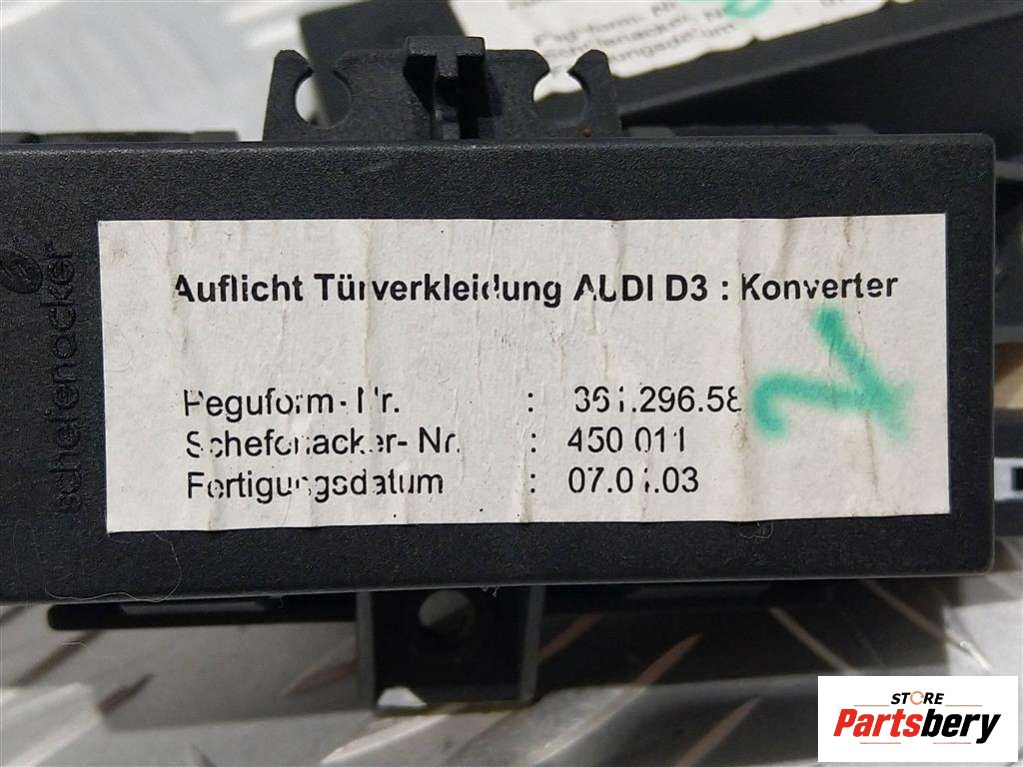 Auflicht Türverkleidung AUDI D3 : Konverter
Peguform- Nr. : 361.296.58
Schefenacker- Nr. : 450 011
Fertigungsdatum : 07.01.03
schefenacker
STORE
Partsbery